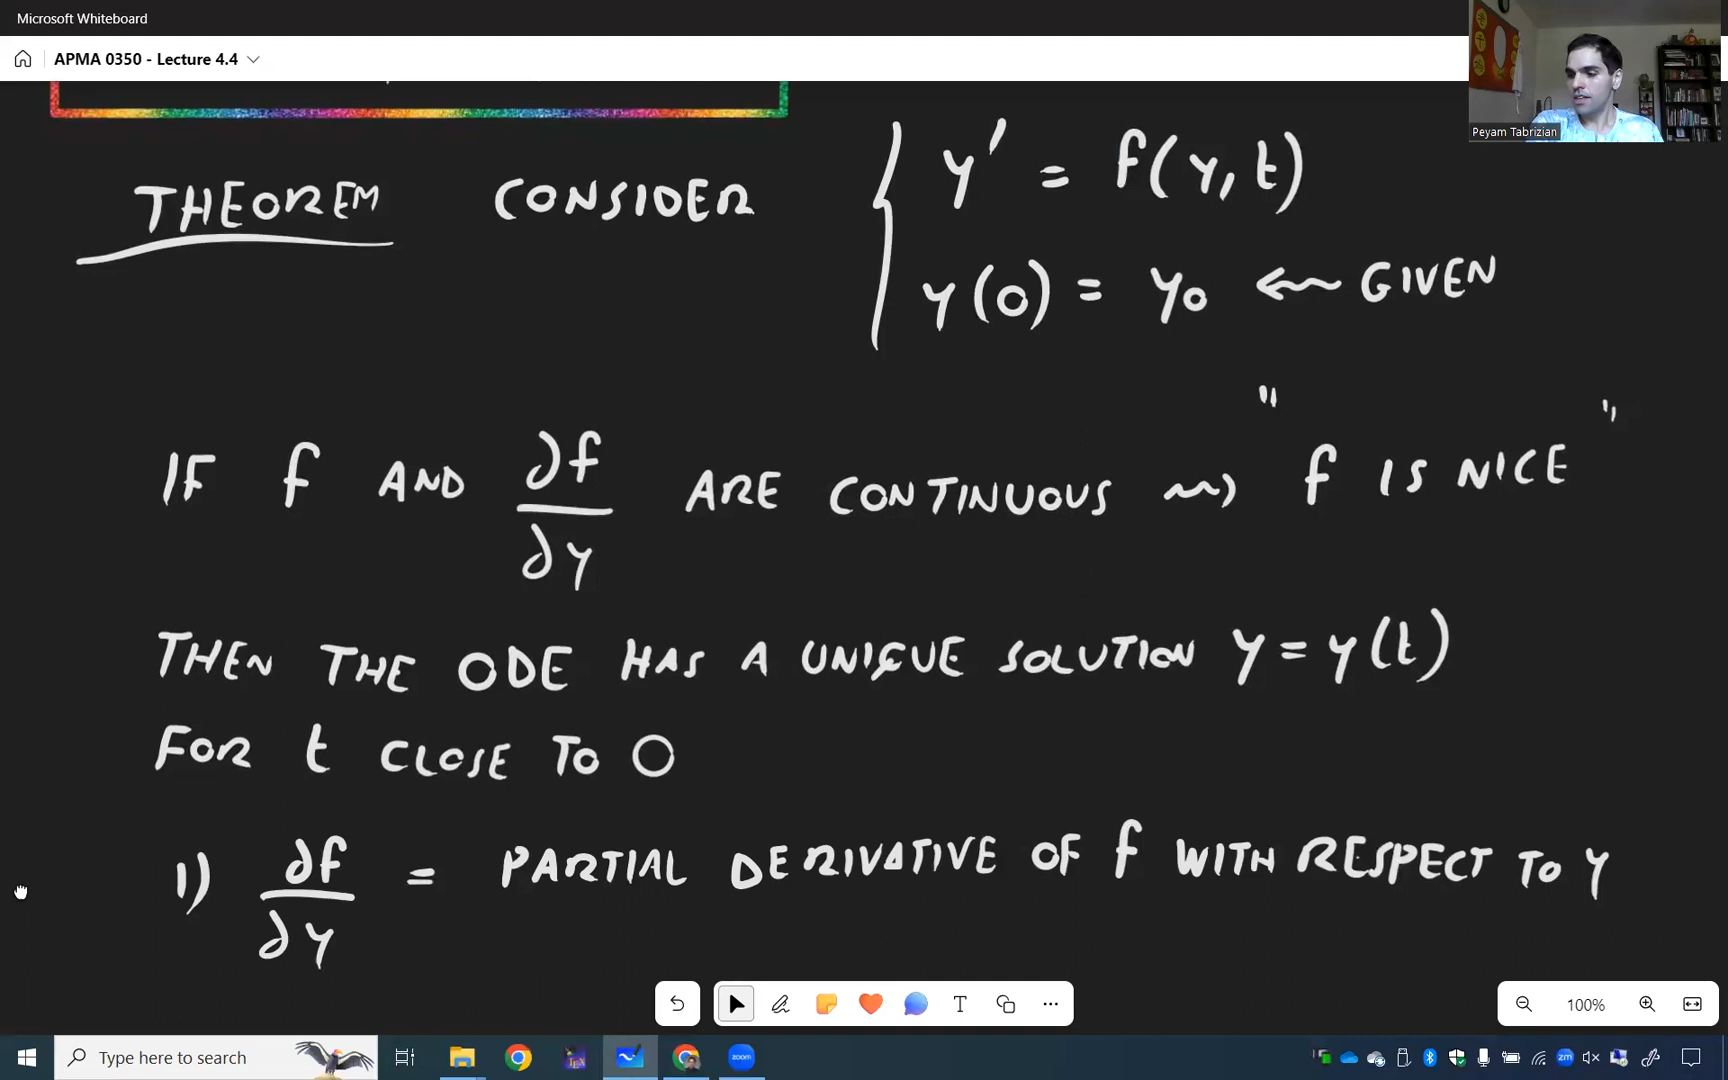 Microsoft Whiteboard
APMA 0350 - Lecture 4.4
Peyam Tabrizian
THEOREM CONSIDER { y' = f(y,t)
y(0) = y0 ← GIVEN
IF f AND ∂f/∂y ARE CONTINUOUS ⇝ "f IS NICE"
THEN THE ODE HAS A UNIQUE SOLUTION y = y(t)
FOR t CLOSE TO 0
1) ∂f/∂y = PARTIAL DERIVATIVE OF f WITH RESPECT TO y
T
100%
Type here to search
zoom
zm